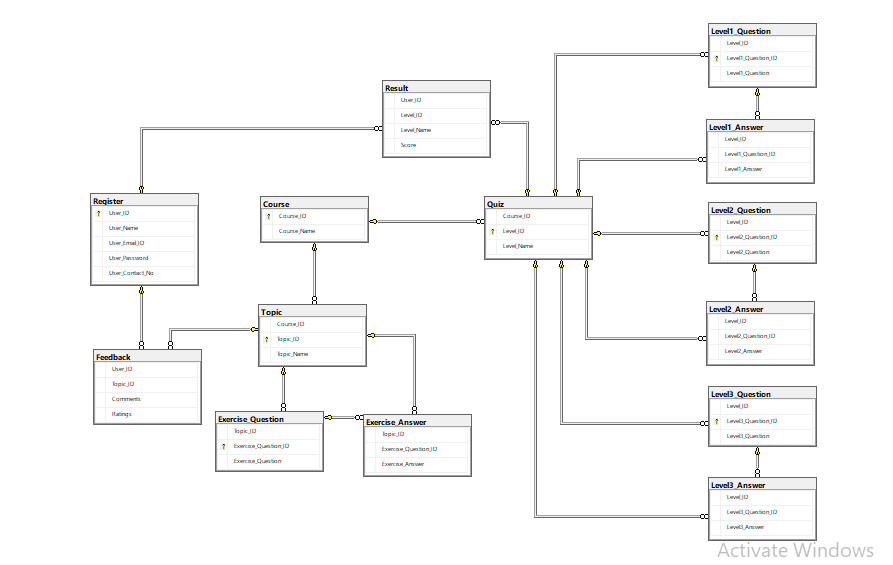 Level1_Question
Level_ID
Level1_Question_ID
Level1_Question
Result
User_ID
Level_ID
Level_Name
Score
Level1_Answer
Level_ID
Level1_Question_ID
Level1_Answer
Register
User_ID
User_Name
User_Email_ID
User_Password
User_Contact_No
Course
Course_ID
Course_Name
Quiz
Course_ID
Level_ID
Level_Name
Level2_Question
Level_ID
Level2_Question_ID
Level2_Question
Topic
Course_ID
Topic_ID
Topic_Name
Level2_Answer
Level_ID
Level2_Question_ID
Level2_Answer
Feedback
User_ID
Topic_ID
Comments
Ratings
Exercise_Question
Topic_ID
Exercise_Question_ID
Exercise_Question
Exercise_Answer
Topic_ID
Exercise_Question_ID
Exercise_Answer
Level3_Question
Level_ID
Level3_Question_ID
Level3_Question
Level3_Answer
Level_ID
Level3_Question_ID
Level3_Answer
Activate Windows